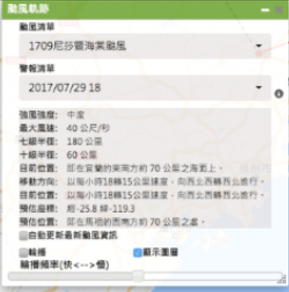 颱風軌跡
颱風清單
1709尼莎暨海棠颱風
警報清單
2017/07/29 18
強風強度: 中度
最大風速: 40 公尺/秒
七級半徑: 180 公里
十級半徑: 60 公里
目前位置: 即在宜蘭的東南方約 70 公里之海面上。
移動方向: 以每小時18轉15公里速度,向西北西轉西北進行。
目前位置: 以每小時18轉15公里速度,向西北西轉西北進行。
預估座標: 緯-25.8 經-119.3
預估位置: 即在馬祖的西南方約 70 公里之處。
自動更新最新颱風資訊
輪播
顯示圖層
輪播頻率(快<-->慢)